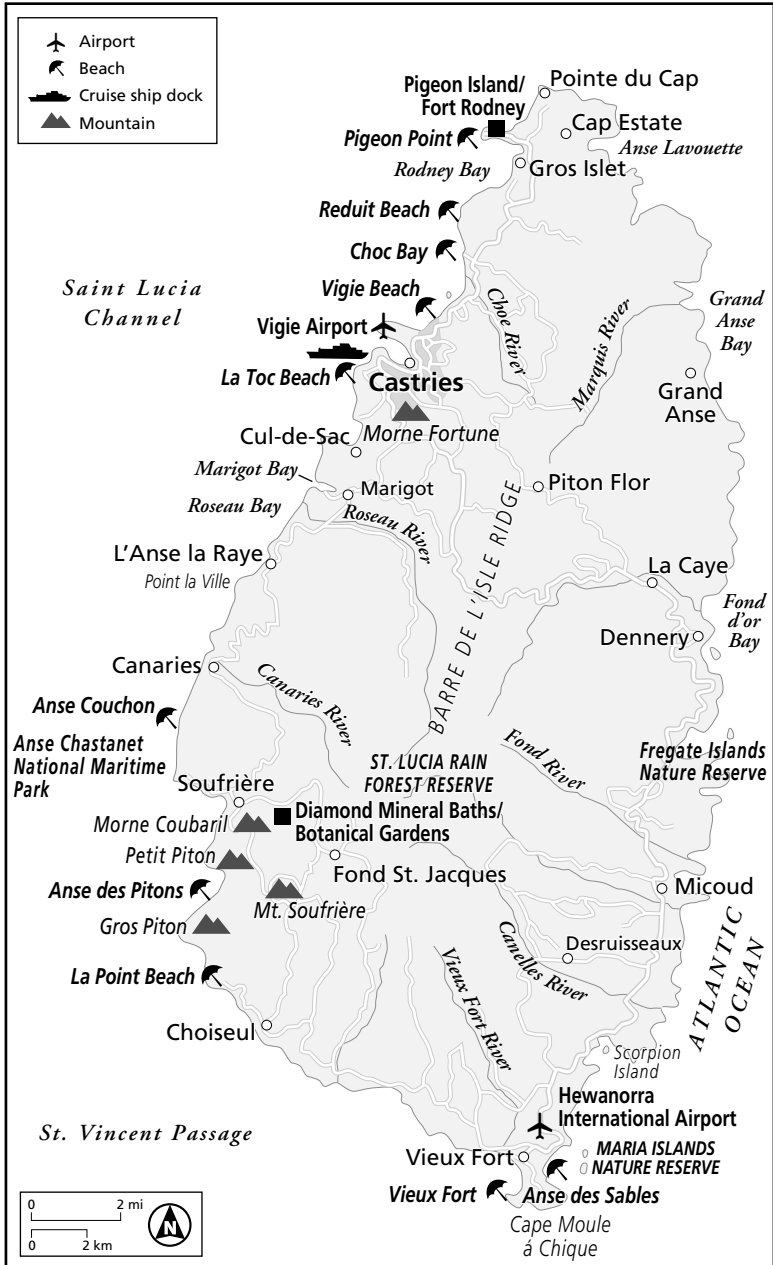 Airport
Beach
Cruise ship dock
Mountain
Pointe du Cap
Pigeon Island/
Fort Rodney
Cap Estate
Pigeon Point
Anse Lavouette
Rodney Bay
Gros Islet
Reduit Beach
Choc Bay
Saint Lucia
Channel
Vigie Beach
Choe River
Marquis River
Grand
Anse
Bay
Vigie Airport
La Toc Beach
Castries
Grand
Anse
Morne Fortune
Cul-de-Sac
Marigot Bay
Marigot
Piton Flor
Roseau Bay
Roseau River
BARRE DE L'ISLE RIDGE
L'Anse la Raye
Point la Ville
La Caye
Fond
d'or
Bay
Dennery
Canaries
Canaries River
Anse Couchon
Anse Chastanet
National Maritime
Park
Fond River
Fregate Islands
Nature Reserve
ST. LUCIA RAIN
FOREST RESERVE
Soufrière
Diamond Mineral Baths/
Botanical Gardens
Morne Coubaril
Petit Piton
Fond St. Jacques
Anse des Pitons
Mt. Soufrière
Micoud
Gros Piton
Desruisseaux
Canelles River
Vieux Fort River
ATLANTIC
OCEAN
La Point Beach
Choiseul
Scorpion
Island
Hewanorra
International Airport
St. Vincent Passage
Vieux Fort
MARIA ISLANDS
NATURE RESERVE
Vieux Fort
Anse des Sables
Cape Moule
á Chique
0 2 mi
0 2 km
N